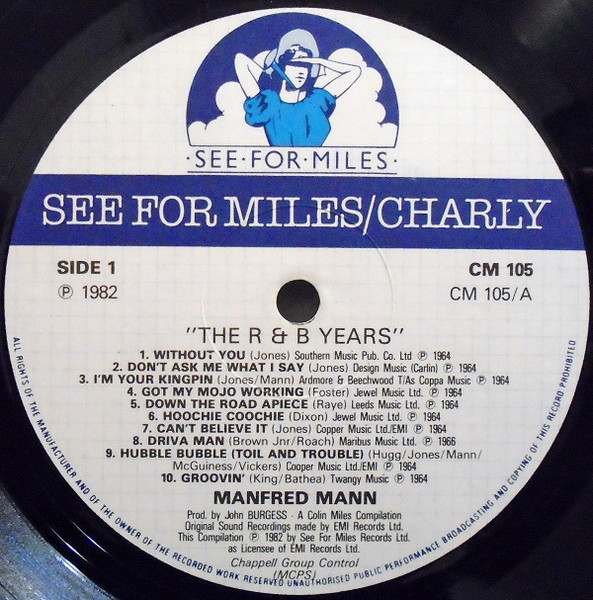 ·SEE·FOR·MILES·
SEE FOR MILES/CHARLY
SIDE 1
℗ 1982
CM 105
CM 105/A
"THE R & B YEARS"
1. WITHOUT YOU (Jones) Southern Music Pub. Co. Ltd ℗ 1964
2. DON'T ASK ME WHAT I SAY (Jones) Design Music (Carlin) ℗ 1964
3. I'M YOUR KINGPIN (Jones/Mann) Ardmore & Beechwood T/As Coppa Music ℗ 1964
4. GOT MY MOJO WORKING (Foster) Jewel Music Ltd. ℗ 1964
5. DOWN THE ROAD APIECE (Raye) Leeds Music Ltd. ℗ 1964
6. HOOCHIE COOCHIE (Dixon) Jewel Music Ltd. ℗ 1964
7. CAN'T BELIEVE IT (Jones) Copper Music Ltd./EMI ℗ 1964
8. DRIVA MAN (Brown Jnr/Roach) Maribus Music Ltd. ℗ 1966
9. HUBBLE BUBBLE (TOIL AND TROUBLE) (Hugg/Jones/Mann/
McGuiness/Vickers) Cooper Music Ltd./EMI ℗ 1964
10. GROOVIN' (King/Bathea) Twangy Music ℗ 1964
MANFRED MANN
Prod. by John BURGESS - A Colin Miles Compilation
Original Sound Recordings made by EMI Records Ltd.
This Compilation ℗ 1982 by See For Miles Records Ltd.
as Licensee of EMI Records Ltd.
Chappell Group Control
(MCPS)
ALL RIGHTS OF THE MANUFACTURER AND OF THE OWNER OF THE RECORDED WORK RESERVED UNAUTHORISED PUBLIC PERFORMANCE BROADCASTING AND COPYING OF THIS RECORD PROHIBITED